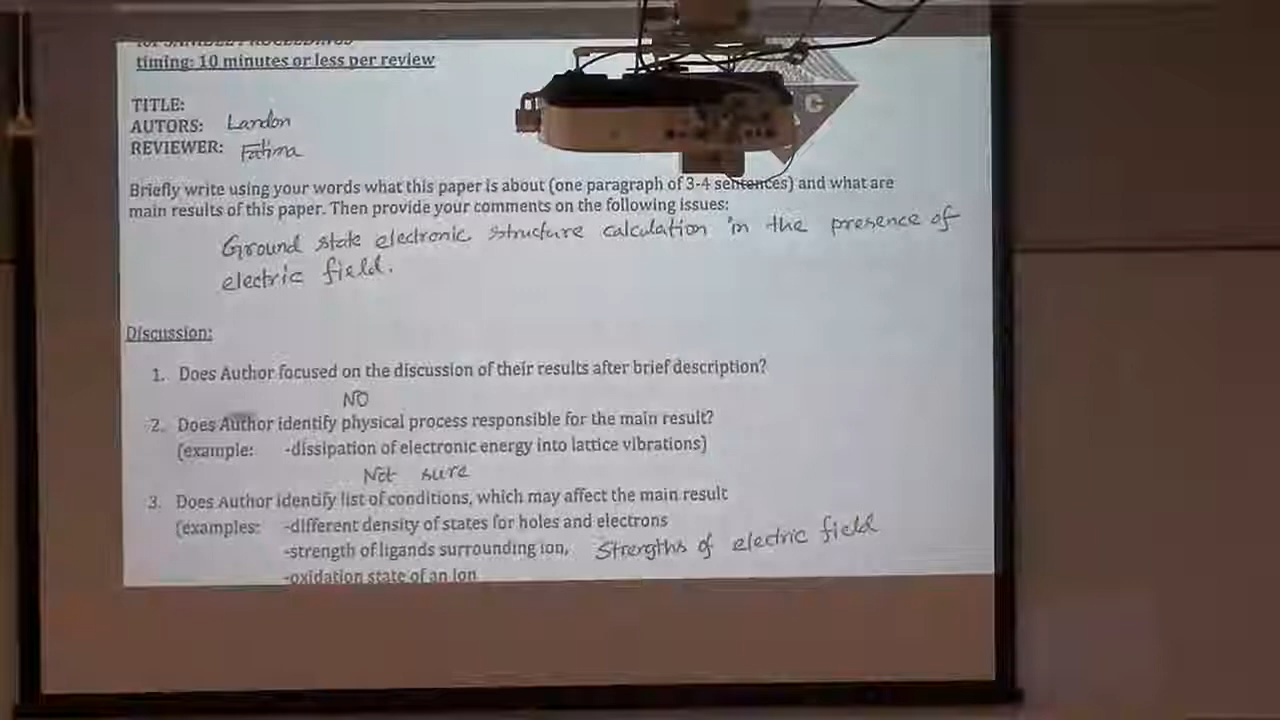 timing: 10 minutes or less per review
TITLE:
AUTORS: Landon
REVIEWER: Fatima
C
Briefly write using your words what this paper is about (one paragraph of 3-4 sentences) and what are
main results of this paper. Then provide your comments on the following issues:
Ground state electronic structure calculation in the presence of
electric field.
Discussion:
1. Does Author focused on the discussion of their results after brief description?
NO
2. Does Author identify physical process responsible for the main result?
(example: -dissipation of electronic energy into lattice vibrations)
Not sure
3. Does Author identify list of conditions, which may affect the main result
(examples: -different density of states for holes and electrons
-strength of ligands surrounding ion, Strengths of electric field
-oxidation state of an ion